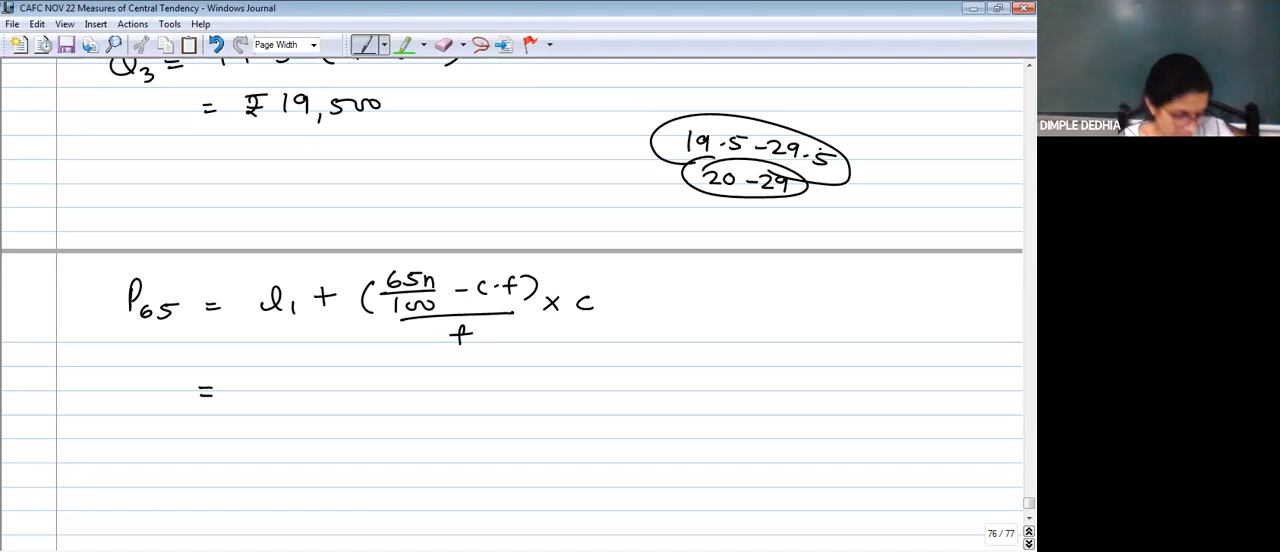 CAFC NOV 22 Measures of Central Tendency - Windows Journal
File Edit View Insert Actions Tools Help
Page Width
Q3 =
= ₹ 19,500
19.5 - 29.5
20 - 29
P65 = l1 + (65n/100 - c.f)/f × c
=
DIMPLE DEDHIA
76 / 77